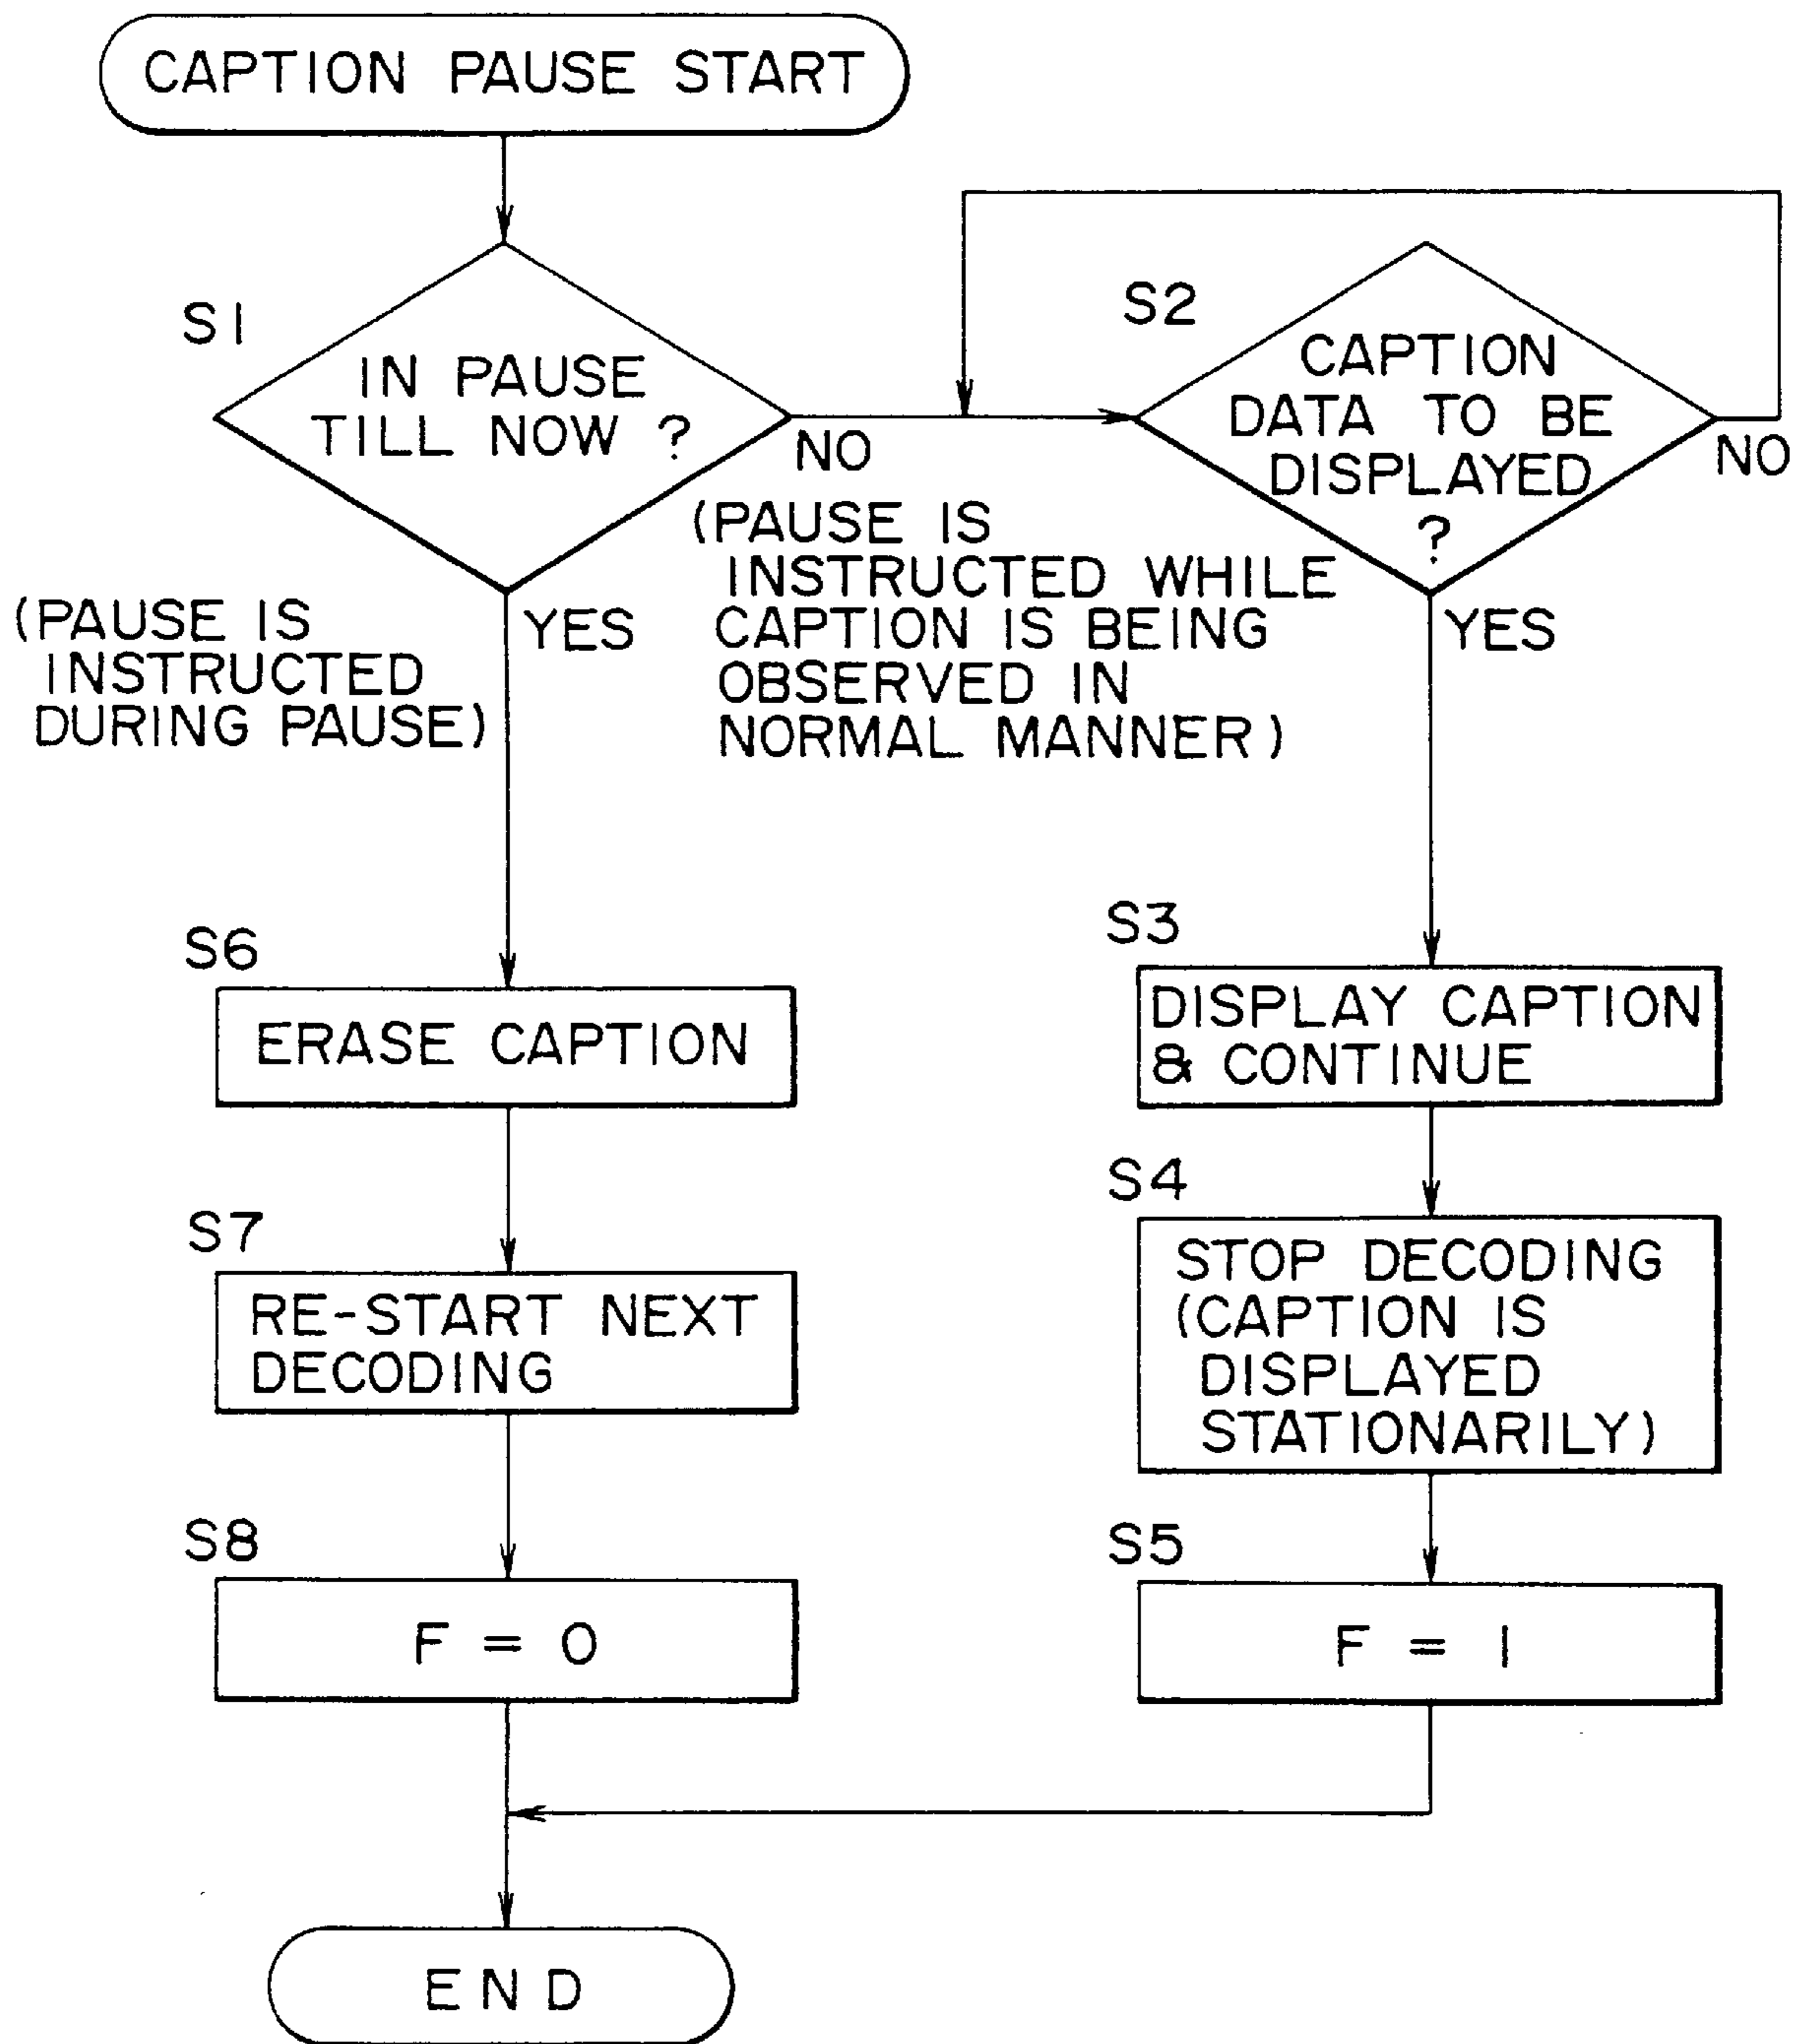 CAPTION PAUSE START
S1
IN PAUSE
TILL NOW ?
NO
(PAUSE IS
INSTRUCTED WHILE
CAPTION IS BEING
OBSERVED IN
NORMAL MANNER)
S2
CAPTION
DATA TO BE
DISPLAYED
?
NO
YES
(PAUSE IS
INSTRUCTED
DURING PAUSE)
YES
S6
ERASE CAPTION
S7
RE-START NEXT
DECODING
S8
F = 0
S3
DISPLAY CAPTION
& CONTINUE
S4
STOP DECODING
(CAPTION IS
DISPLAYED
STATIONARILY)
S5
F = 1
END